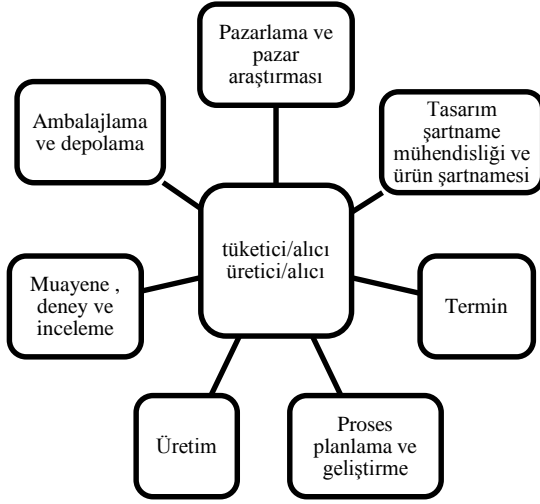 Pazarlama ve
pazar
araştırması
Tasarım
şartname
mühendisliği ve
ürün şartnamesi
Termin
Proses
planlama ve
geliştirme
Üretim
Muayene ,
deney ve
inceleme
Ambalajlama
ve depolama
tüketici/alıcı
üretici/alıcı